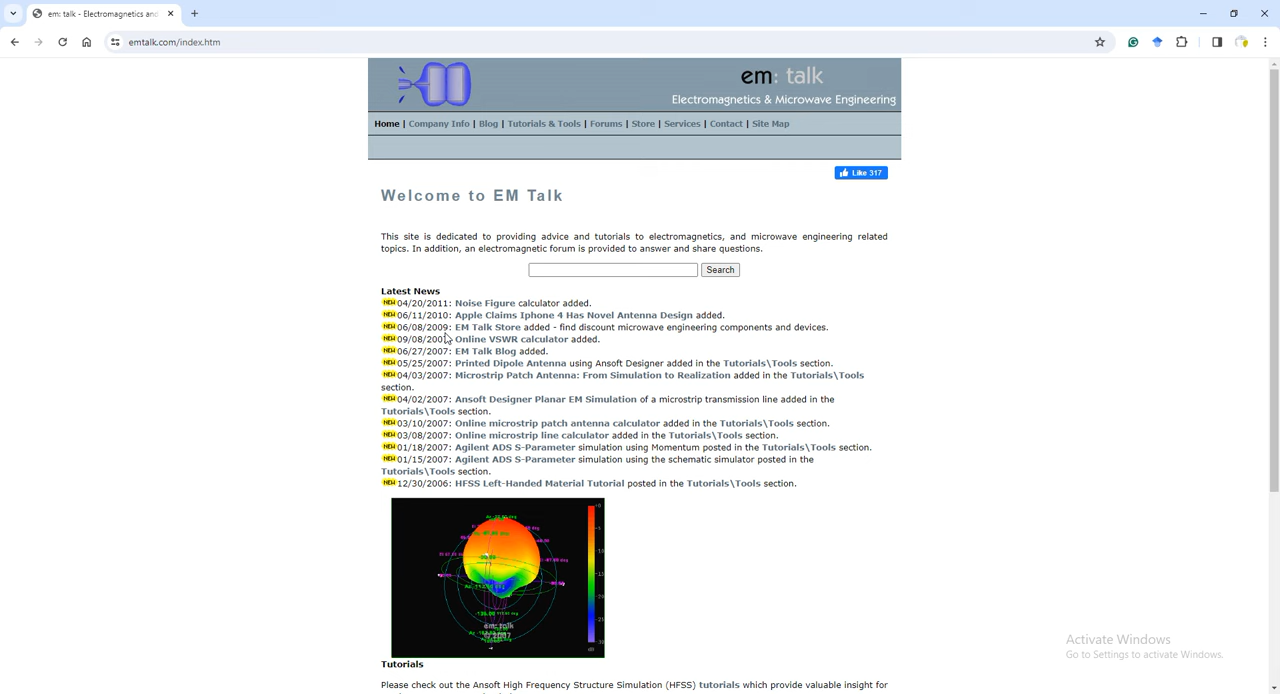 em: talk - Electromagnetics and
emtalk.com/index.htm
em: talk
Electromagnetics & Microwave Engineering
Home | Company Info | Blog | Tutorials & Tools | Forums | Store | Services | Contact | Site Map
Like 317
Welcome to EM Talk
This site is dedicated to providing advice and tutorials to electromagnetics, and microwave engineering related
topics. In addition, an electromagnetic forum is provided to answer and share questions.
Search
Latest News
NEW 04/20/2011: Noise Figure calculator added.
NEW 06/11/2010: Apple Claims Iphone 4 Has Novel Antenna Design added.
NEW 06/08/2009: EM Talk Store added - find discount microwave engineering components and devices.
NEW Online VSWR calculator added.
NEW 06/27/2007: EM Talk Blog added.
NEW 05/25/2007: Printed Dipole Antenna using Ansoft Designer added in the Tutorials\Tools section.
NEW 04/03/2007: Microstrip Patch Antenna: From Simulation to Realization added in the Tutorials\Tools
section.
NEW 04/02/2007: Ansoft Designer Planar EM Simulation of a microstrip transmission line added in the
Tutorials\Tools section.
NEW 03/10/2007: Online microstrip patch antenna calculator added in the Tutorials\Tools section.
NEW 03/08/2007: Online microstrip line calculator added in the Tutorials\Tools section.
NEW 01/18/2007: Agilent ADS S-Parameter simulation using Momentum posted in the Tutorials\Tools section.
NEW 01/15/2007: Agilent ADS S-Parameter simulation using the schematic simulator posted in the
Tutorials\Tools section.
NEW 12/30/2006: HFSS Left-Handed Material Tutorial posted in the Tutorials\Tools section.
em: talk
Activate Windows
Go to Settings to activate Windows.
Tutorials
Please check out the Ansoft High Frequency Structure Simulation (HFSS) tutorials which provide valuable insight for